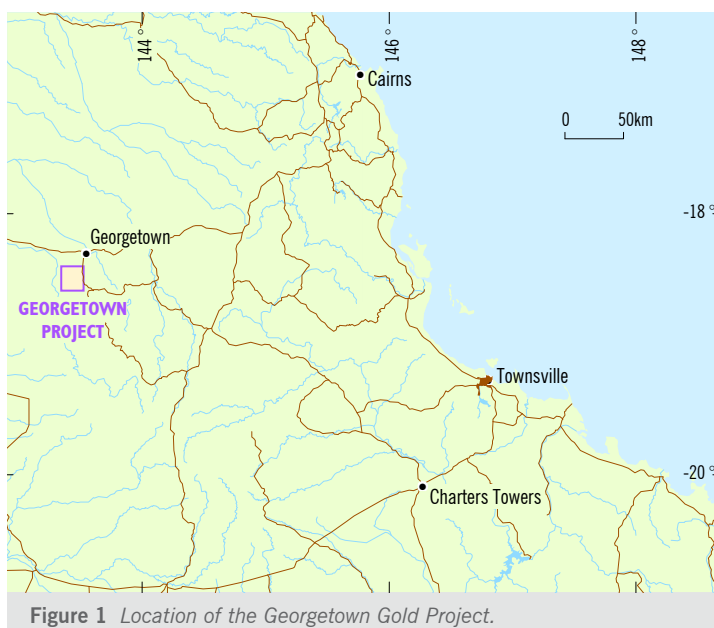 144 °
146 °
148 °
Cairns
0 50km
-18 °
Georgetown
GEORGETOWN
PROJECT
Townsville
-20 °
Charters Towers
Figure 1 Location of the Georgetown Gold Project.